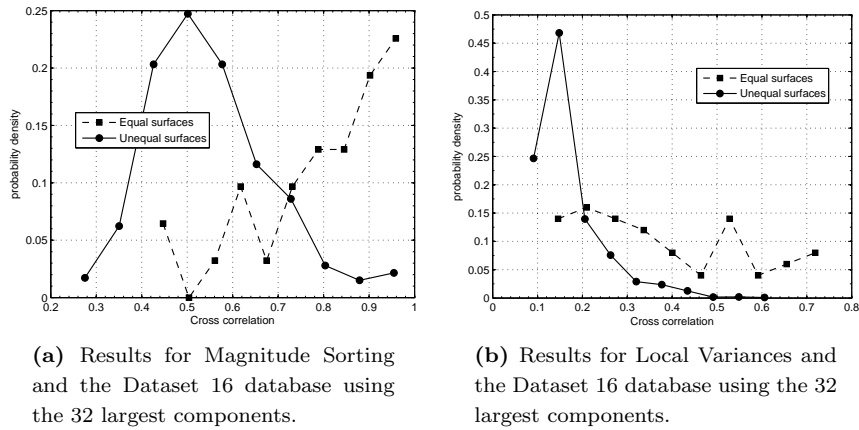 0.25
0.2
0.15
0.1
0.05
0
probability density
Equal surfaces
Unequal surfaces
0.2 0.3 0.4 0.5 0.6 0.7 0.8 0.9 1
Cross correlation
0.5
0.45
0.4
0.35
0.3
0.25
0.2
0.15
0.1
0.05
0
probability density
Equal surfaces
Unequal surfaces
0 0.1 0.2 0.3 0.4 0.5 0.6 0.7 0.8
Cross correlation
(a) Results for Magnitude Sorting
and the Dataset 16 database using
the 32 largest components.
(b) Results for Local Variances and
the Dataset 16 database using the 32
largest components.